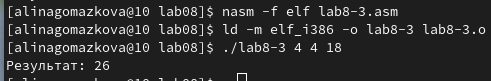 [alinagomazkova@10 lab08]$ nasm -f elf lab8-3.asm
[alinagomazkova@10 lab08]$ ld -m elf_i386 -o lab8-3 lab8-3.o
[alinagomazkova@10 lab08]$ ./lab8-3 4 4 18
Результат: 26